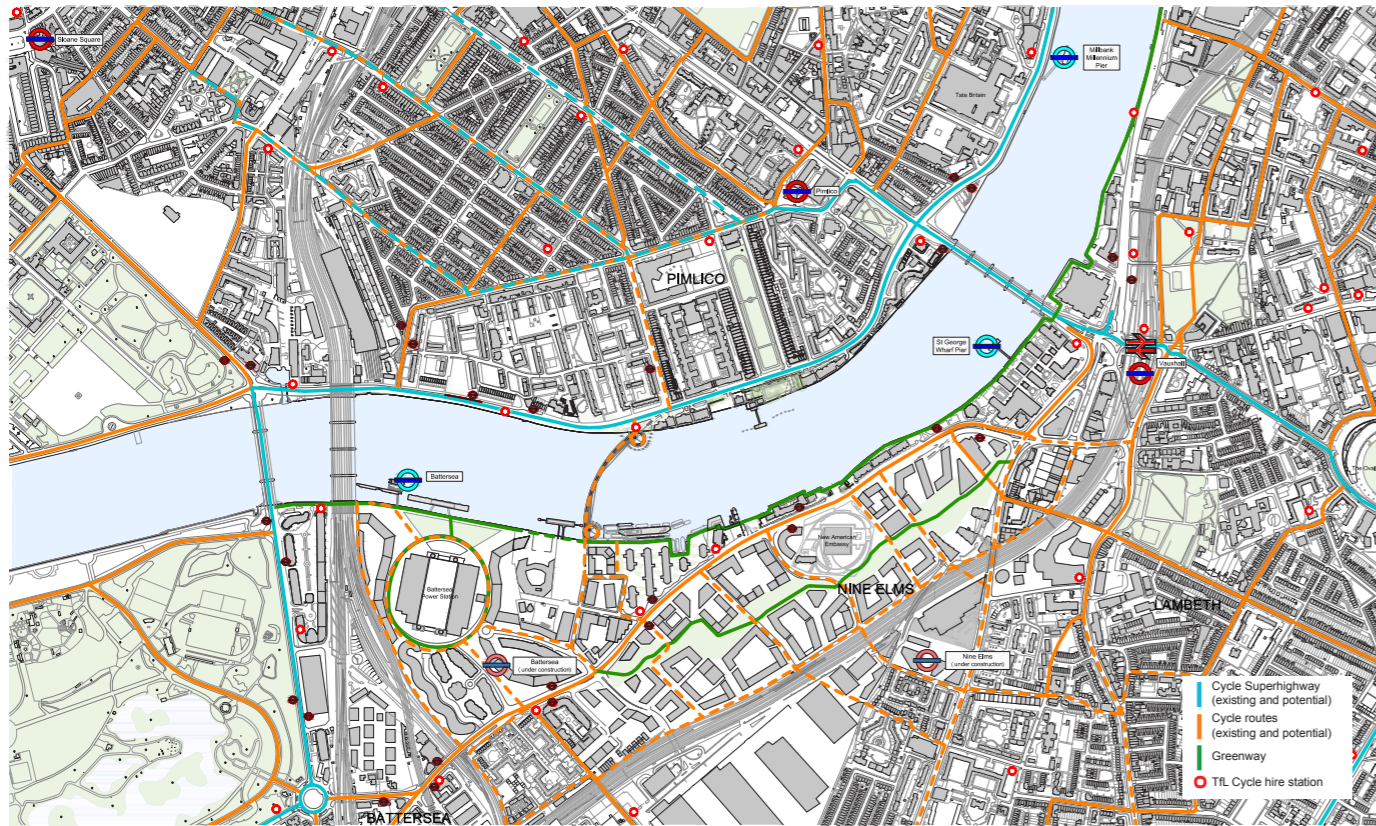 Sloane Square
Millbank
Millennium
Pier
Tate Britain
Pimlico
PIMLICO
St George
Wharf Pier
Vauxhall
The Oval
Battersea
New American
Embassy
Battersea
Power Station
NINE ELMS
LAMBETH
Battersea
( under construction)
Nine Elms
( under construction)
BATTERSEA
Cycle Superhighway
(existing and potential)
Cycle routes
(existing and potential)
Greenway
TfL Cycle hire station